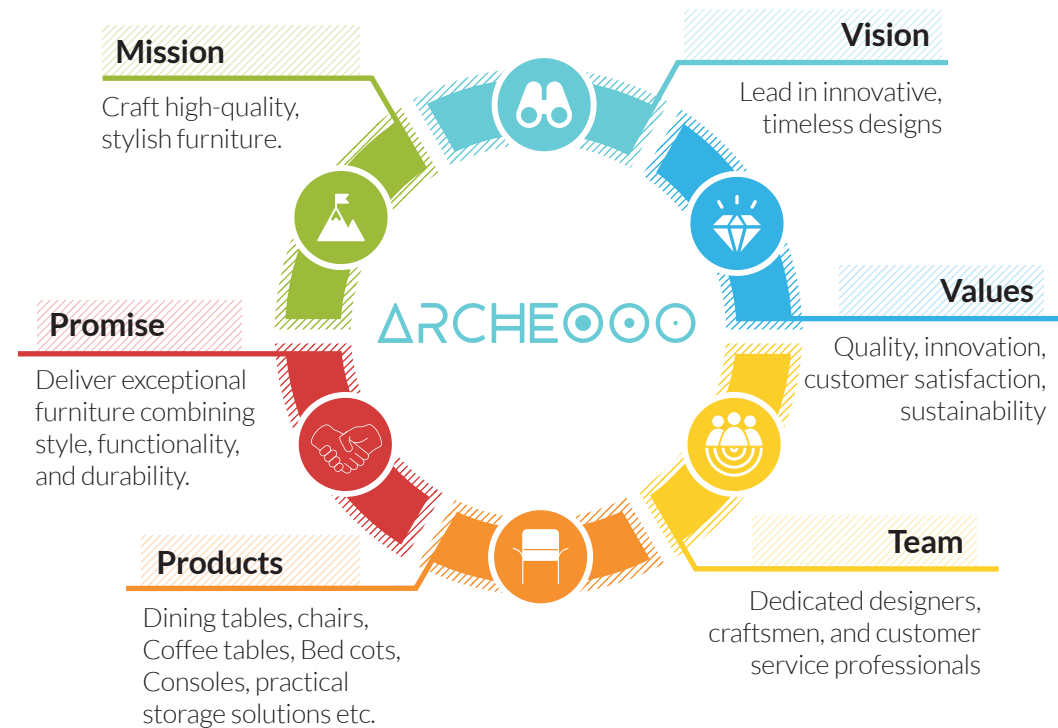 Mission
Craft high-quality,
stylish furniture.
Vision
Lead in innovative,
timeless designs
ARCHEOOO
Values
Quality, innovation,
customer satisfaction,
sustainability
Promise
Deliver exceptional
furniture combining
style, functionality,
and durability.
Products
Dining tables, chairs,
Coffee tables, Bed cots,
Consoles, practical
storage solutions etc.
Team
Dedicated designers,
craftsmen, and customer
service professionals